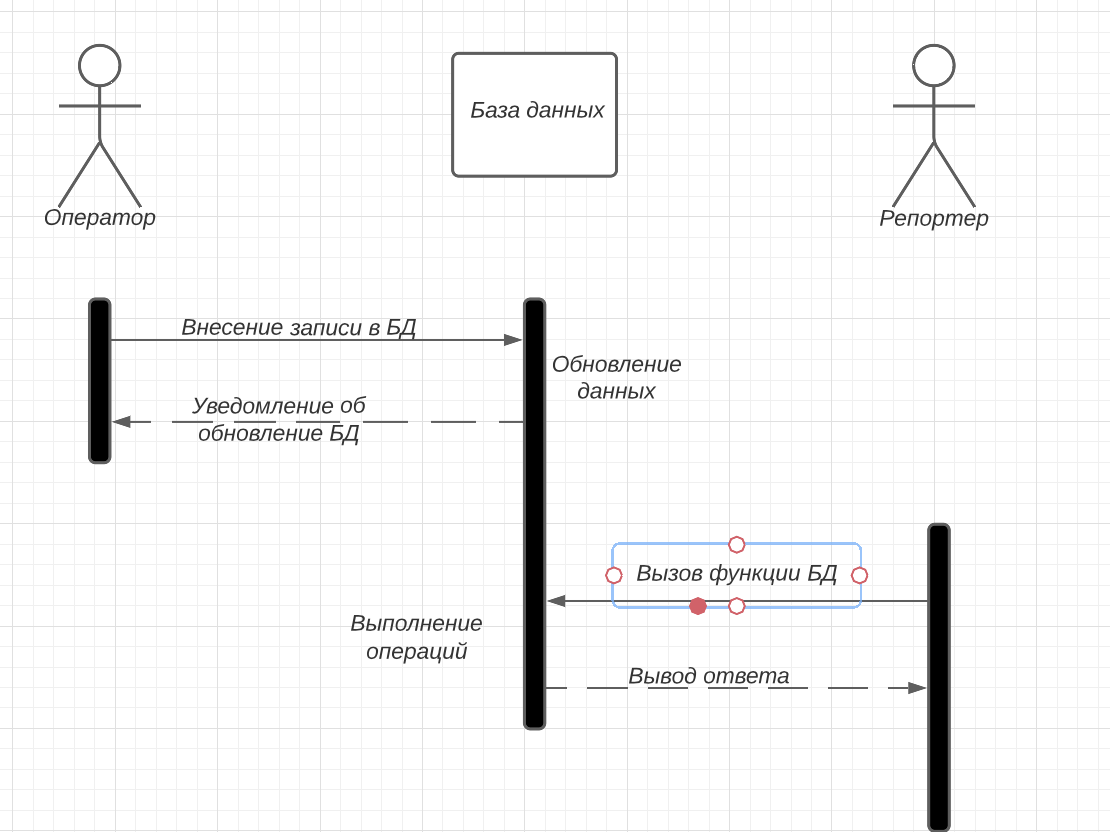 База данных
Оператор
Репортер
Внесение записи в БД
Обновление
данных
Уведомление об
обновление БД
Вызов функции БД
Выполнение
операций
Вывод ответа